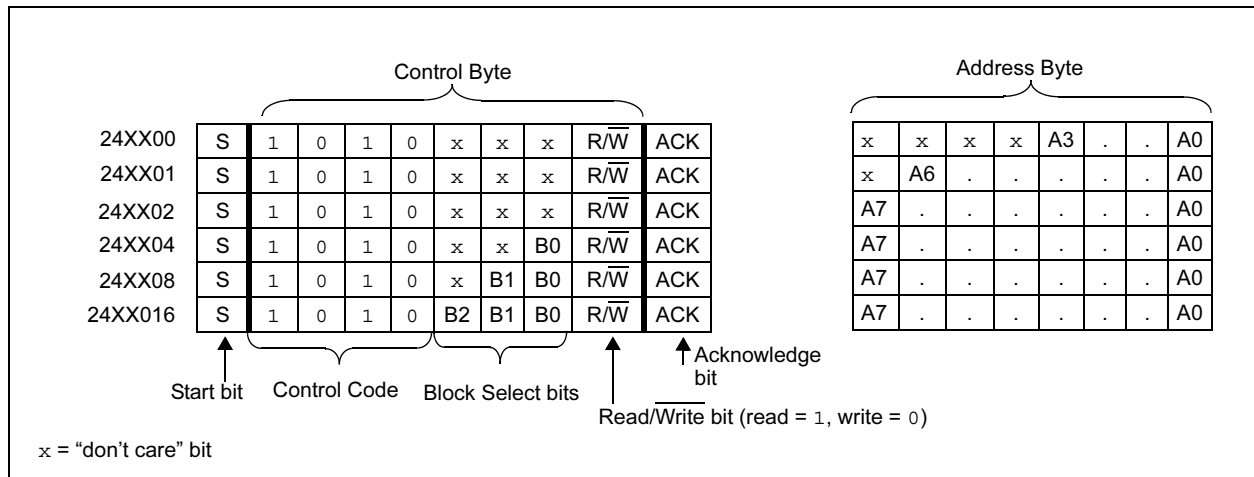 Control Byte
Address Byte
24XX00 S 1 0 1 0 x x x R/W̅ ACK x x x x A3 . . A0
24XX01 S 1 0 1 0 x x x R/W̅ ACK x A6 . . . . . A0
24XX02 S 1 0 1 0 x x x R/W̅ ACK A7 . . . . . . A0
24XX04 S 1 0 1 0 x x B0 R/W̅ ACK A7 . . . . . . A0
24XX08 S 1 0 1 0 x B1 B0 R/W̅ ACK A7 . . . . . . A0
24XX016 S 1 0 1 0 B2 B1 B0 R/W̅ ACK A7 . . . . . . A0
Start bit
Control Code
Block Select bits
Acknowledge
bit
Read/W̅r̅i̅t̅e̅ bit (read = 1, write = 0)
x = “don’t care” bit